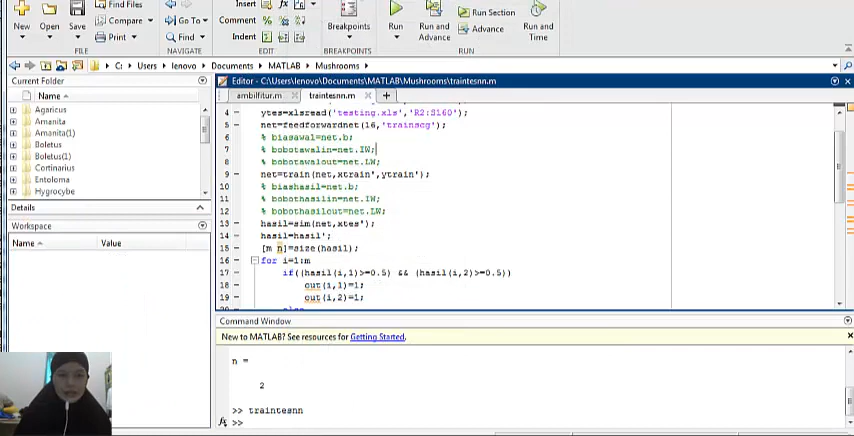 Find Files
Compare
Print
New
Open
Save
FILE
Go To
Find
NAVIGATE
Insert
Comment
Indent
EDIT
Breakpoints
BREAKPOINTS
Run
Run and Advance
Run Section
Advance
Run and Time
RUN
C: ▸ Users ▸ lenovo ▸ Documents ▸ MATLAB ▸ Mushrooms ▸
Current Folder
Name
Agaricus
Amanita
Amanita(1)
Boletus
Boletus(1)
Cortinarius
Entoloma
Hygrocybe
Details
Workspace
Name
Value
Editor - C:\Users\lenovo\Documents\MATLAB\Mushrooms\traintesnn.m
ambilfitur.m
traintesnn.m
4 - ytes=xlsread('testing.xls','R2:S160');
5 - net=feedforwardnet(16,'trainscg');
6 % biasawal=net.b;
7 % bobotawalin=net.IW;
8 % bobotawalout=net.LW;
9 - net=train(net,xtrain',ytrain');
10 % biashasil=net.b;
11 % bobothasilin=net.IW;
12 % bobothasilout=net.LW;
13 - hasil=sim(net,xtes');
14 - hasil=hasil';
15 - [m n]=size(hasil);
16 - for i=1:m
17 - if((hasil(i,1)>=0.5) && (hasil(i,2)>=0.5))
18 - out(i,1)=1;
19 - out(i,2)=1;
Command Window
New to MATLAB? See resources for Getting Started.
n =
2
>> traintesnn
fx >>